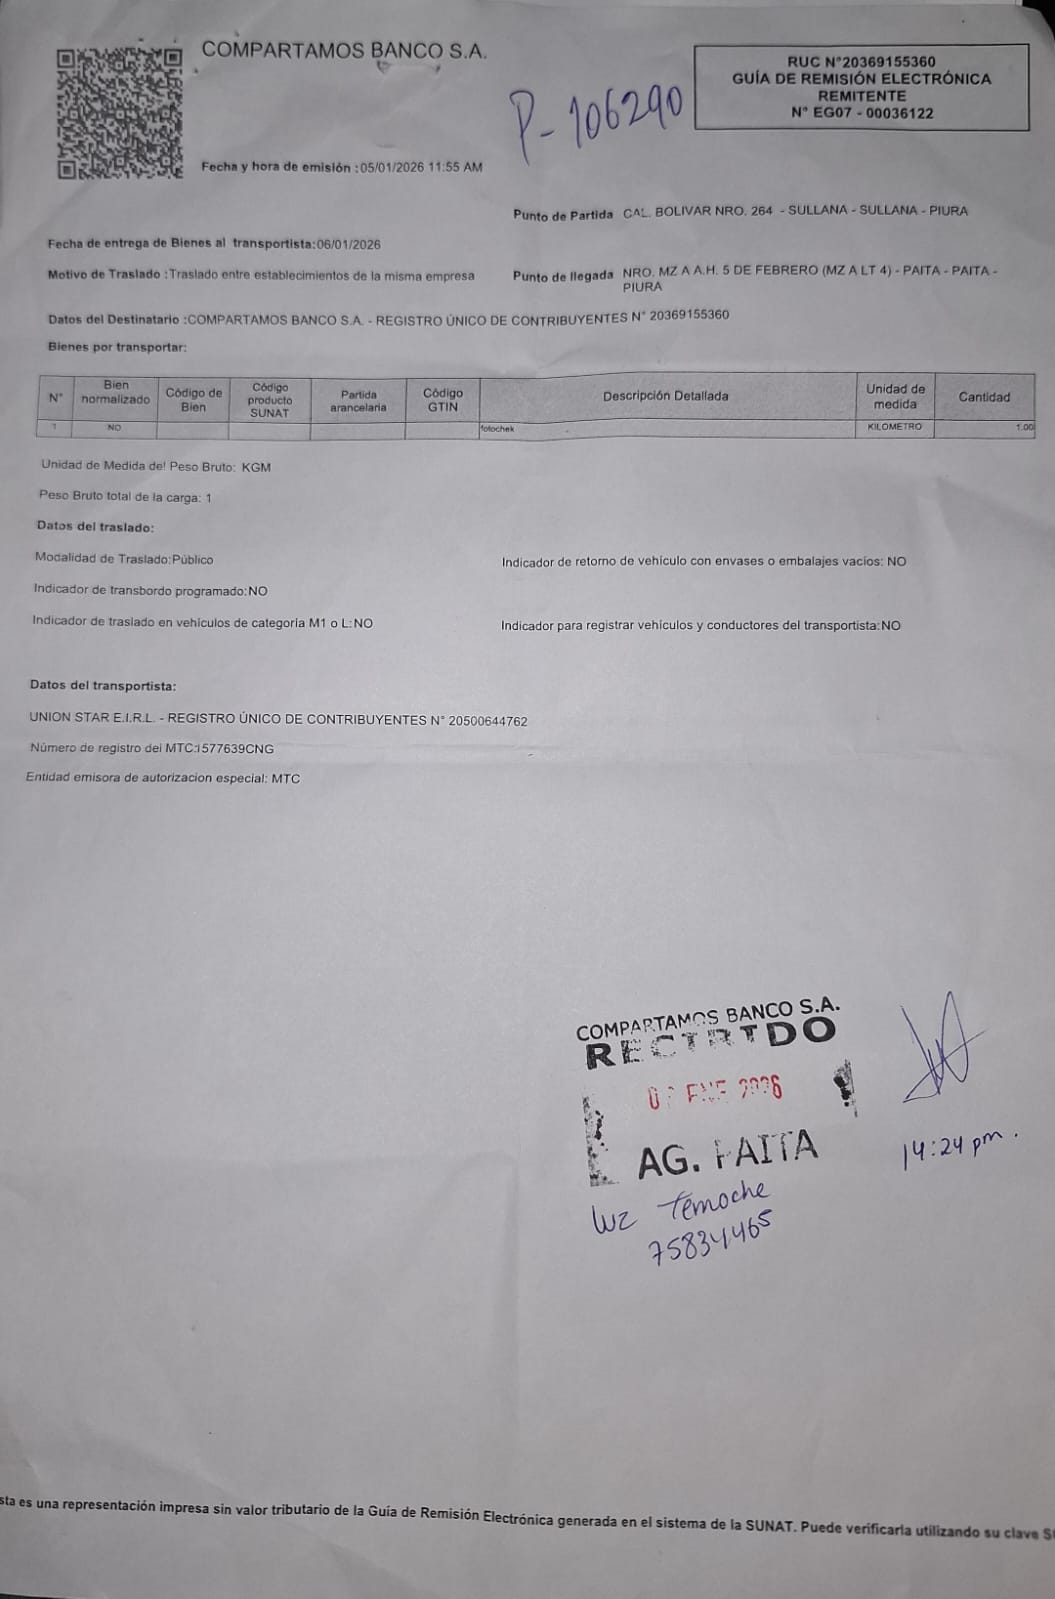 COMPARTAMOS BANCO S.A.
P-106290
RUC N°20369155360
GUÍA DE REMISIÓN ELECTRÓNICA
REMITENTE
N° EG07 - 00036122
Fecha y hora de emisión :05/01/2026 11:55 AM
Punto de Partida CAL. BOLIVAR NRO. 264 - SULLANA - SULLANA - PIURA
Fecha de entrega de Bienes al transportista:06/01/2026
Motivo de Traslado :Traslado entre establecimientos de la misma empresa
Punto de llegada NRO. MZ A A.H. 5 DE FEBRERO (MZ A LT 4) - PAITA - PAITA -
PIURA
Datos del Destinatario :COMPARTAMOS BANCO S.A. - REGISTRO ÚNICO DE CONTRIBUYENTES N° 20369155360
Bienes por transportar:
N° Bien normalizado Código de Bien Código producto SUNAT Partida arancelaria Código GTIN Descripción Detallada Unidad de medida Cantidad
1 NO fotochek KILOMETRO 1.00
Unidad de Medida del Peso Bruto: KGM
Peso Bruto total de la carga: 1
Datos del traslado:
Modalidad de Traslado:Público
Indicador de retorno de vehículo con envases o embalajes vacíos: NO
Indicador de transbordo programado:NO
Indicador de traslado en vehículos de categoría M1 o L:NO
Indicador para registrar vehículos y conductores del transportista:NO
Datos del transportista:
UNION STAR E.I.R.L. - REGISTRO ÚNICO DE CONTRIBUYENTES N° 20500644762
Número de registro del MTC:1577639CNG
Entidad emisora de autorizacion especial: MTC
COMPARTAMOS BANCO S.A.
RECIBIDO
ENE 2026
AG. PAITA
14:24 pm.
Luz Temoche
75834465
sta es una representación impresa sin valor tributario de la Guía de Remisión Electrónica generada en el sistema de la SUNAT. Puede verificarla utilizando su clave S